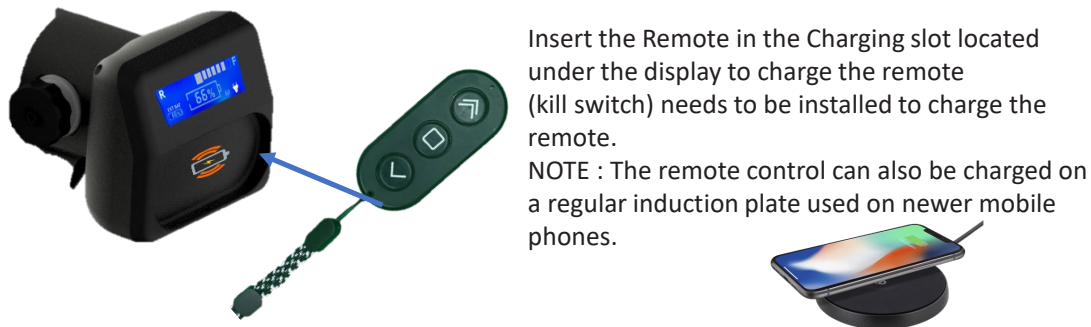 R
F
EXT BAT
66%
Insert the Remote in the Charging slot located
under the display to charge the remote
(kill switch) needs to be installed to charge the
remote.
NOTE : The remote control can also be charged on
a regular induction plate used on newer mobile
phones.